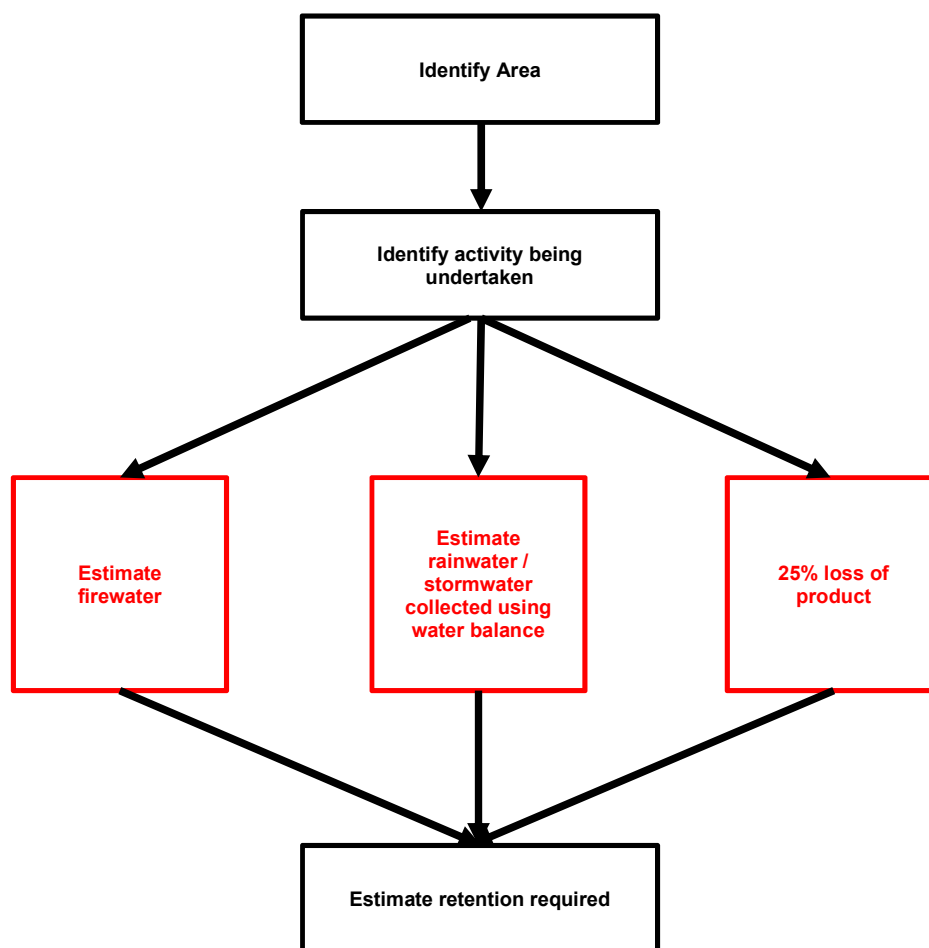 Identify Area
Identify activity being
undertaken
Estimate
firewater
Estimate
rainwater /
stormwater
collected using
water balance
25% loss of
product
Estimate retention required